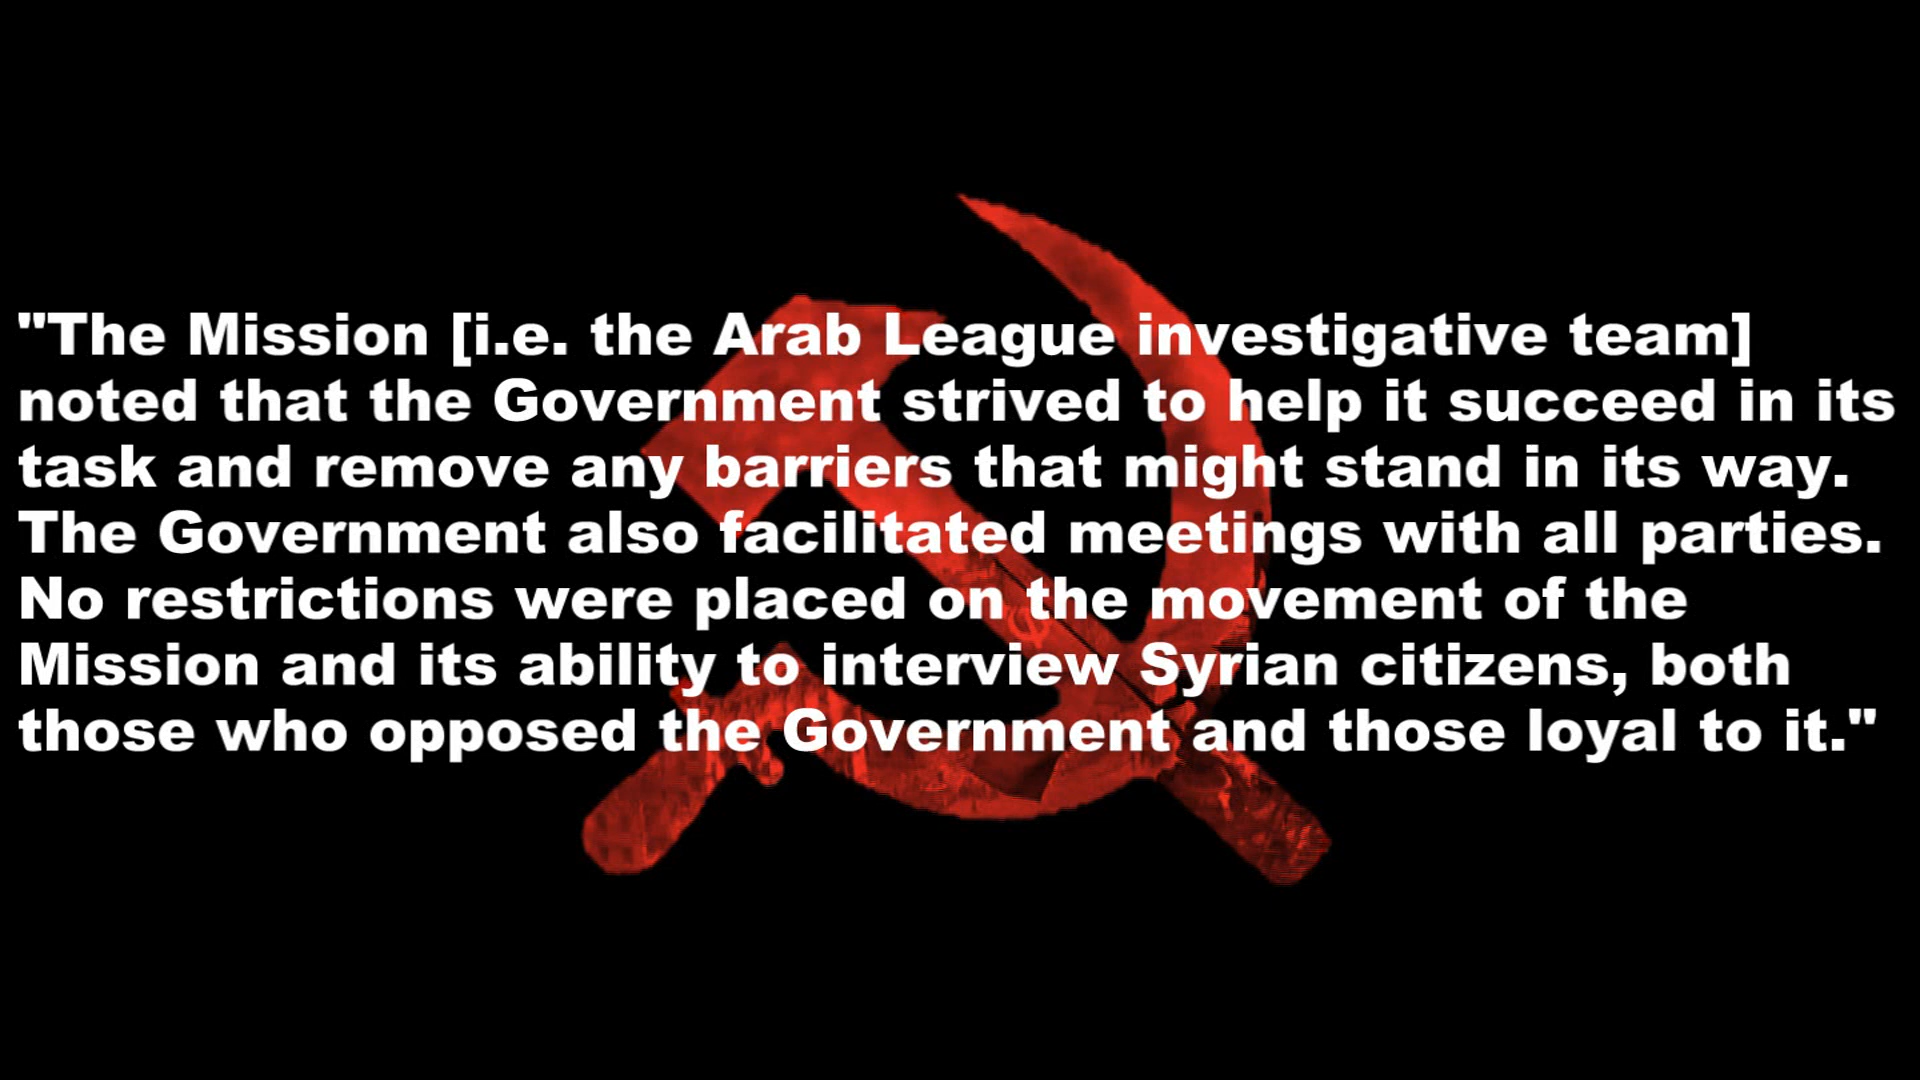 "The Mission [i.e. the Arab League investigative team]
noted that the Government strived to help it succeed in its
task and remove any barriers that might stand in its way.
The Government also facilitated meetings with all parties.
No restrictions were placed on the movement of the
Mission and its ability to interview Syrian citizens, both
those who opposed the Government and those loyal to it."